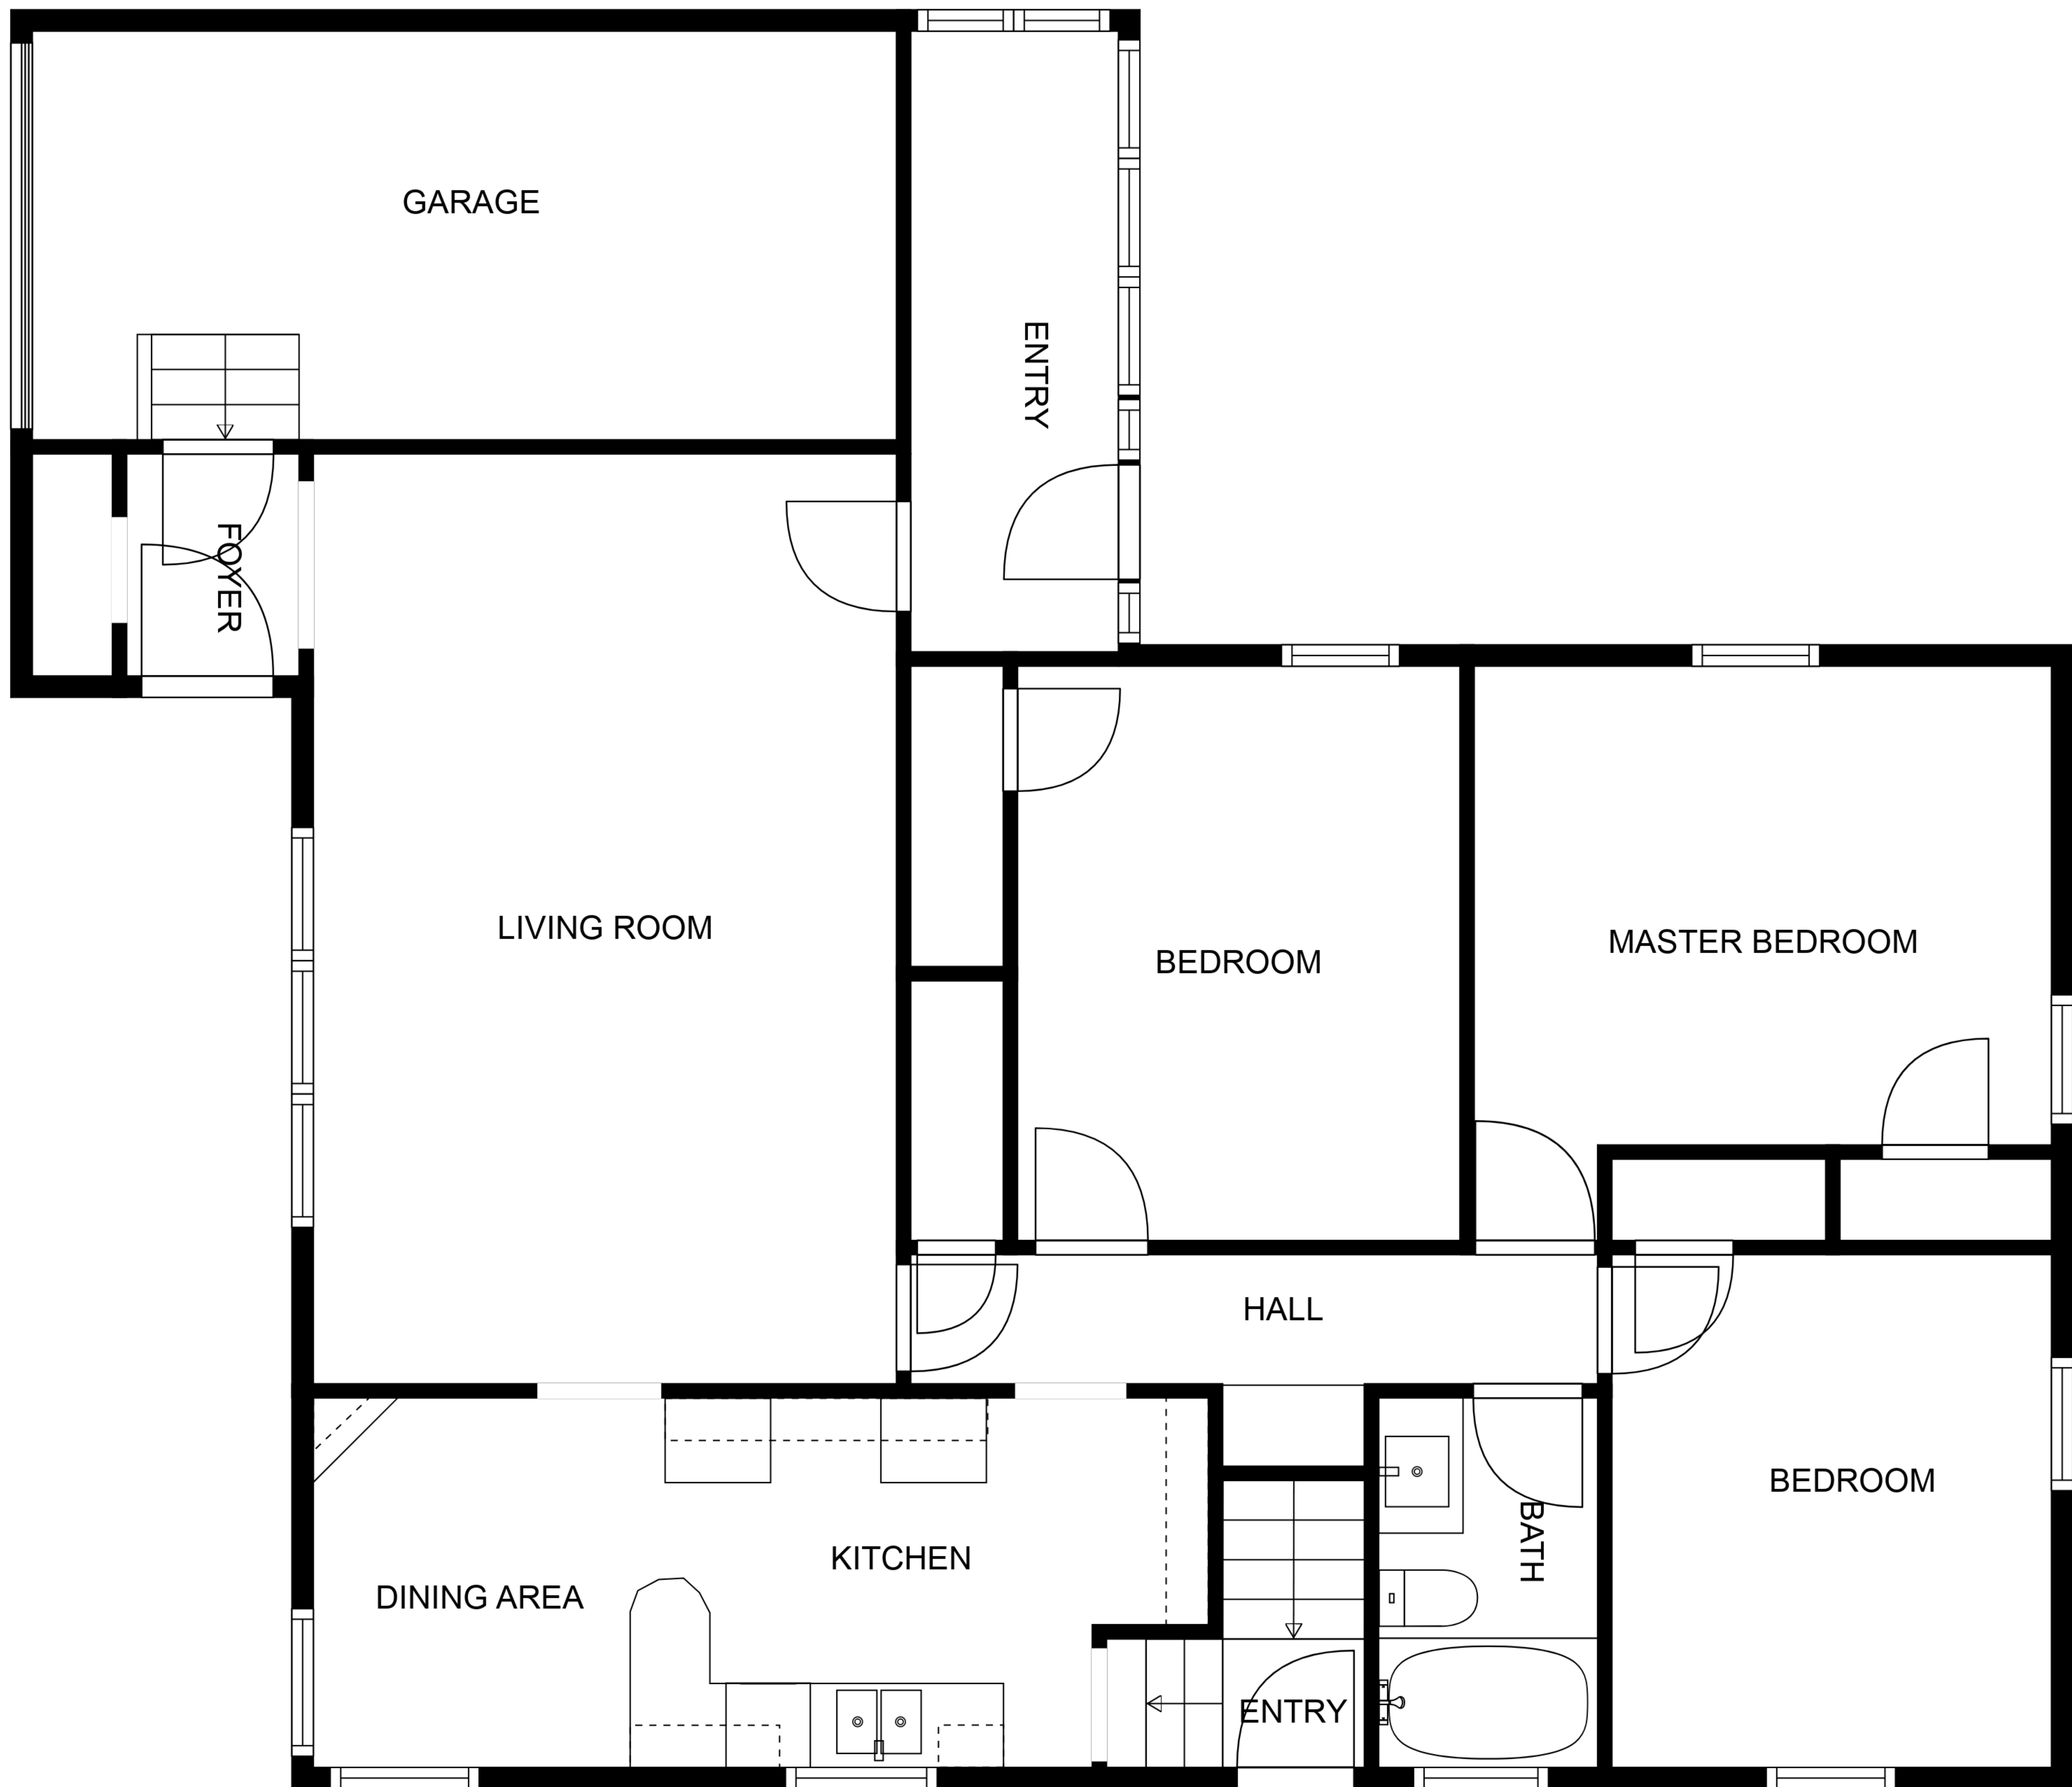 GARAGE
ENTRY
FOYER
LIVING ROOM
BEDROOM
MASTER BEDROOM
HALL
BEDROOM
BATH
KITCHEN
DINING AREA
ENTRY